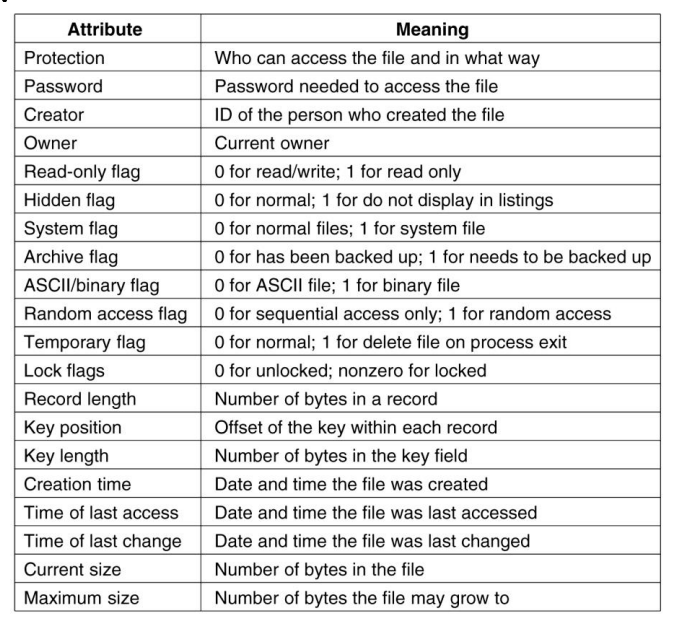 Attribute Meaning
Protection Who can access the file and in what way
Password Password needed to access the file
Creator ID of the person who created the file
Owner Current owner
Read-only flag 0 for read/write; 1 for read only
Hidden flag 0 for normal; 1 for do not display in listings
System flag 0 for normal files; 1 for system file
Archive flag 0 for has been backed up; 1 for needs to be backed up
ASCII/binary flag 0 for ASCII file; 1 for binary file
Random access flag 0 for sequential access only; 1 for random access
Temporary flag 0 for normal; 1 for delete file on process exit
Lock flags 0 for unlocked; nonzero for locked
Record length Number of bytes in a record
Key position Offset of the key within each record
Key length Number of bytes in the key field
Creation time Date and time the file was created
Time of last access Date and time the file was last accessed
Time of last change Date and time the file was last changed
Current size Number of bytes in the file
Maximum size Number of bytes the file may grow to